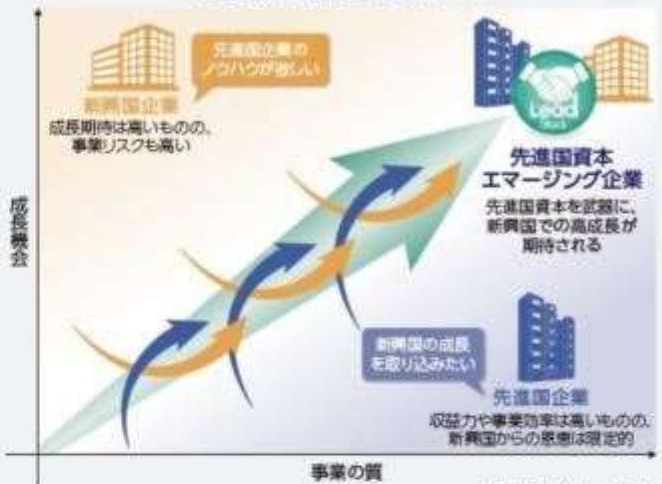 先進国企業の
ノウハウが欲しい
新興国企業
成長期待は高いものの、
事業リスクも高い
Lead
先進国資本
エマージング企業
先進国資本を武器に、
新興国での高成長が
期待される
成長機会
新興国の成長
を取り込みたい
先進国企業
収益力や事業効率は高いものの、
新興国からの恩恵は限定的
事業の質